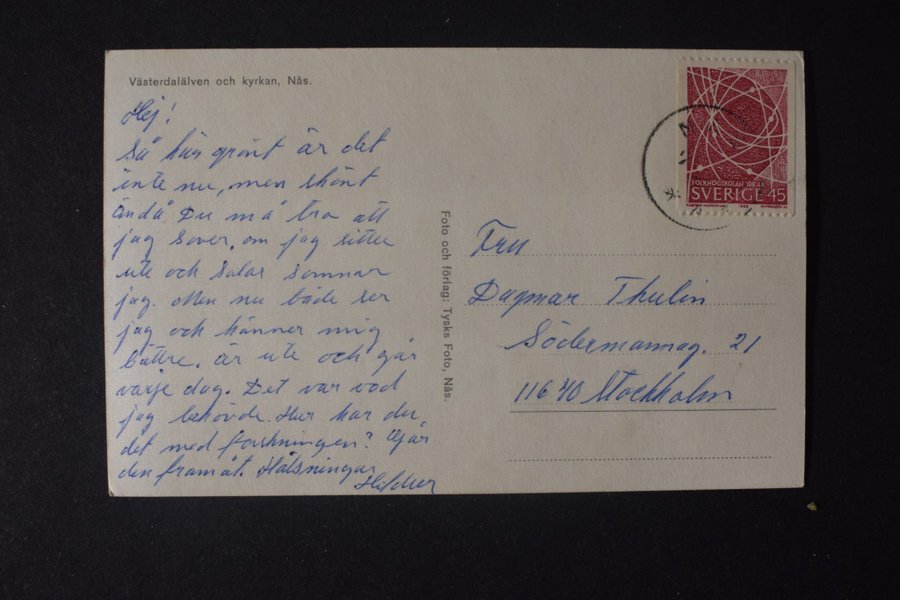 Västerdalälven och kyrkan, Nås.
Hej!
Så här grönt är det
inte nu, men skönt
ändå. Du må tro att
jag sover, om jag sitter
ute och solar somnar
jag. Men nu både ser
jag och känner mig
bättre. är ute och går
varje dag. Det var vad
jag behövde. Hur har du
det med forskningen? Går
den framåt. Hälsningar
Foto och förlag: Tysks Foto, Nås.
FOLKHÖGSKOLAN 100 ÅR
SVERIGE 45
Fru
Dagmar Thulin
Södermannag. 21
116 40 Stockholm